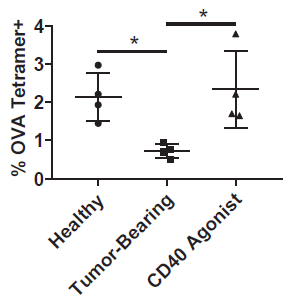 % OVA Tetramer+
4
3
2
1
0
*
*
Healthy
Tumor-Bearing
CD40 Agonist